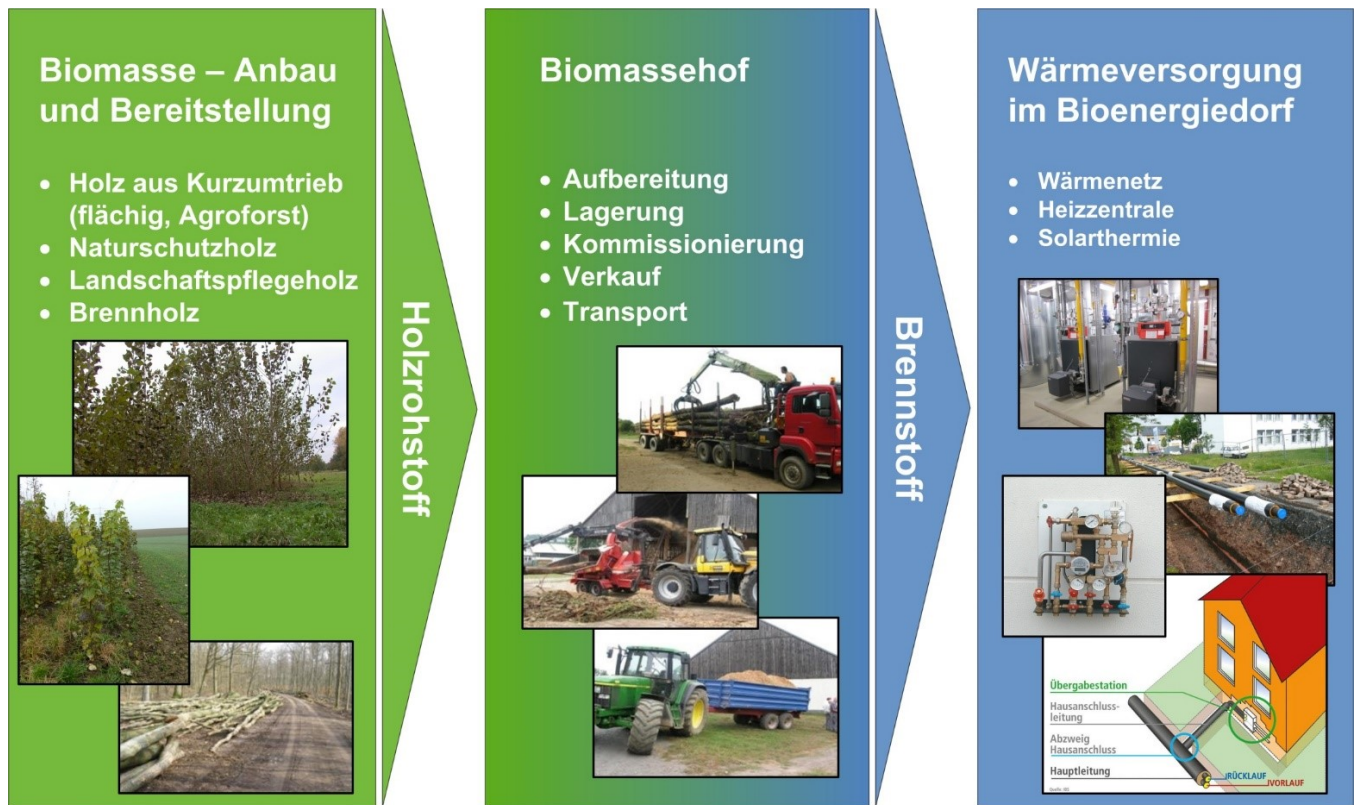 Biomasse – Anbau
und Bereitstellung
• Holz aus Kurzumtrieb
(flächig, Agroforst)
• Naturschutzholz
• Landschaftspflegeholz
• Brennholz
Holzrohstoff
Biomassehof
• Aufbereitung
• Lagerung
• Kommissionierung
• Verkauf
• Transport
Brennstoff
Wärmeversorgung
im Bioenergiedorf
• Wärmenetz
• Heizzentrale
• Solarthermie
Übergabestation
Hausanschluss-
leitung
Abzweig
Hausanschluss
Hauptleitung
RÜCKLAUF
VORLAUF